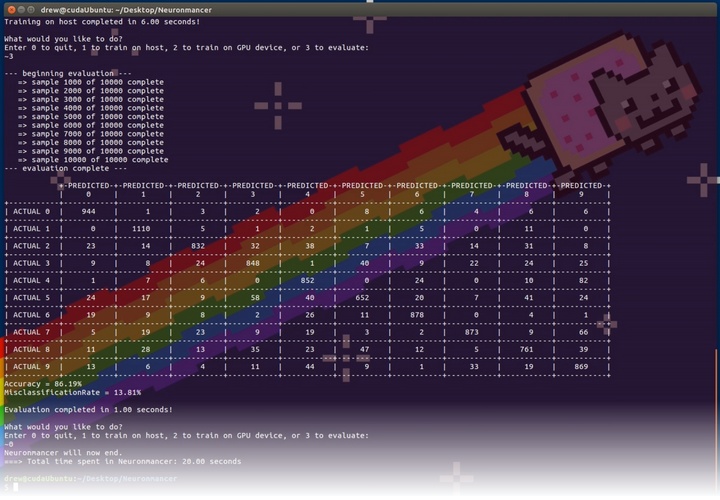 drew@cudaUbuntu: ~/Desktop/Neuronmancer
Training on host completed in 6.00 seconds!
What would you like to do?
Enter 0 to quit, 1 to train on host, 2 to train on GPU device, or 3 to evaluate:
~3
--- beginning evaluation ---
=> sample 1000 of 10000 complete
=> sample 2000 of 10000 complete
=> sample 3000 of 10000 complete
=> sample 4000 of 10000 complete
=> sample 5000 of 10000 complete
=> sample 6000 of 10000 complete
=> sample 7000 of 10000 complete
=> sample 8000 of 10000 complete
=> sample 9000 of 10000 complete
=> sample 10000 of 10000 complete
--- evaluation complete ---
+-PREDICTED-+-PREDICTED-+-PREDICTED-+-PREDICTED-+-PREDICTED-+-PREDICTED-+-PREDICTED-+-PREDICTED-+-PREDICTED-+-PREDICTED-+
| 0 | 1 | 2 | 3 | 4 | 5 | 6 | 7 | 8 | 9 |
| ACTUAL 0 | 944 | 1 | 3 | 2 | 0 | 8 | 6 | 4 | 6 | 6 |
| ACTUAL 1 | 0 | 1110 | 5 | 1 | 2 | 1 | 5 | 0 | 11 | 0 |
| ACTUAL 2 | 23 | 14 | 832 | 32 | 38 | 7 | 33 | 14 | 31 | 8 |
| ACTUAL 3 | 9 | 8 | 24 | 848 | 1 | 40 | 9 | 22 | 24 | 25 |
| ACTUAL 4 | 1 | 7 | 6 | 0 | 852 | 0 | 24 | 0 | 10 | 82 |
| ACTUAL 5 | 24 | 17 | 9 | 58 | 40 | 652 | 20 | 7 | 41 | 24 |
| ACTUAL 6 | 19 | 9 | 8 | 2 | 26 | 11 | 878 | 0 | 4 | 1 |
| ACTUAL 7 | 5 | 19 | 23 | 9 | 19 | 3 | 2 | 873 | 9 | 66 |
| ACTUAL 8 | 11 | 28 | 13 | 35 | 23 | 47 | 12 | 5 | 761 | 39 |
| ACTUAL 9 | 13 | 6 | 4 | 11 | 44 | 9 | 1 | 33 | 19 | 869 |
Accuracy = 86.19%
MisclassificationRate = 13.81%
Evaluation completed in 1.00 seconds!
What would you like to do?
Enter 0 to quit, 1 to train on host, 2 to train on GPU device, or 3 to evaluate:
~0
Neuronmancer will now end.
===> Total time spent in Neuronmancer: 20.00 seconds
drew@cudaUbuntu:~/Desktop/Neuronmancer
$